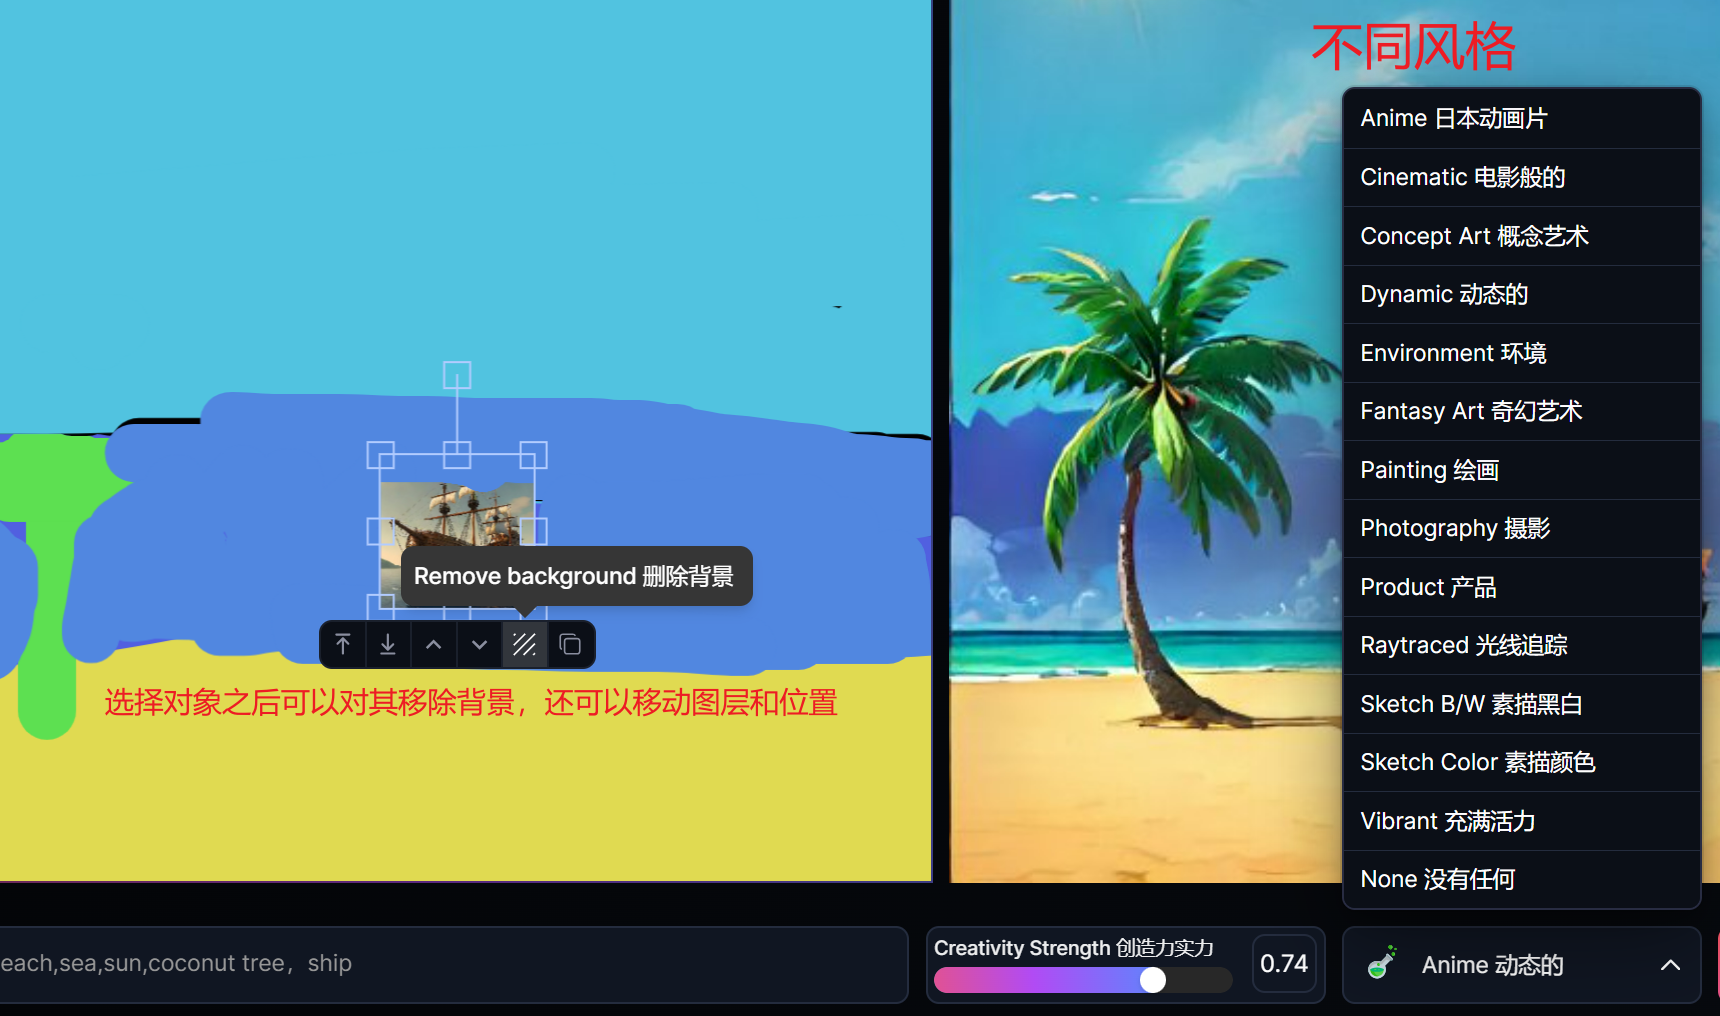 不同风格
Anime 日本动画片
Cinematic 电影般的
Concept Art 概念艺术
Dynamic 动态的
Environment 环境
Fantasy Art 奇幻艺术
Painting 绘画
Photography 摄影
Product 产品
Raytraced 光线追踪
Sketch B/W 素描黑白
Sketch Color 素描颜色
Vibrant 充满活力
None 没有任何
Remove background 删除背景
选择对象之后可以对其移除背景，还可以移动图层和位置
each,sea,sun,coconut tree，ship
Creativity Strength 创造力实力
0.74
Anime 动态的